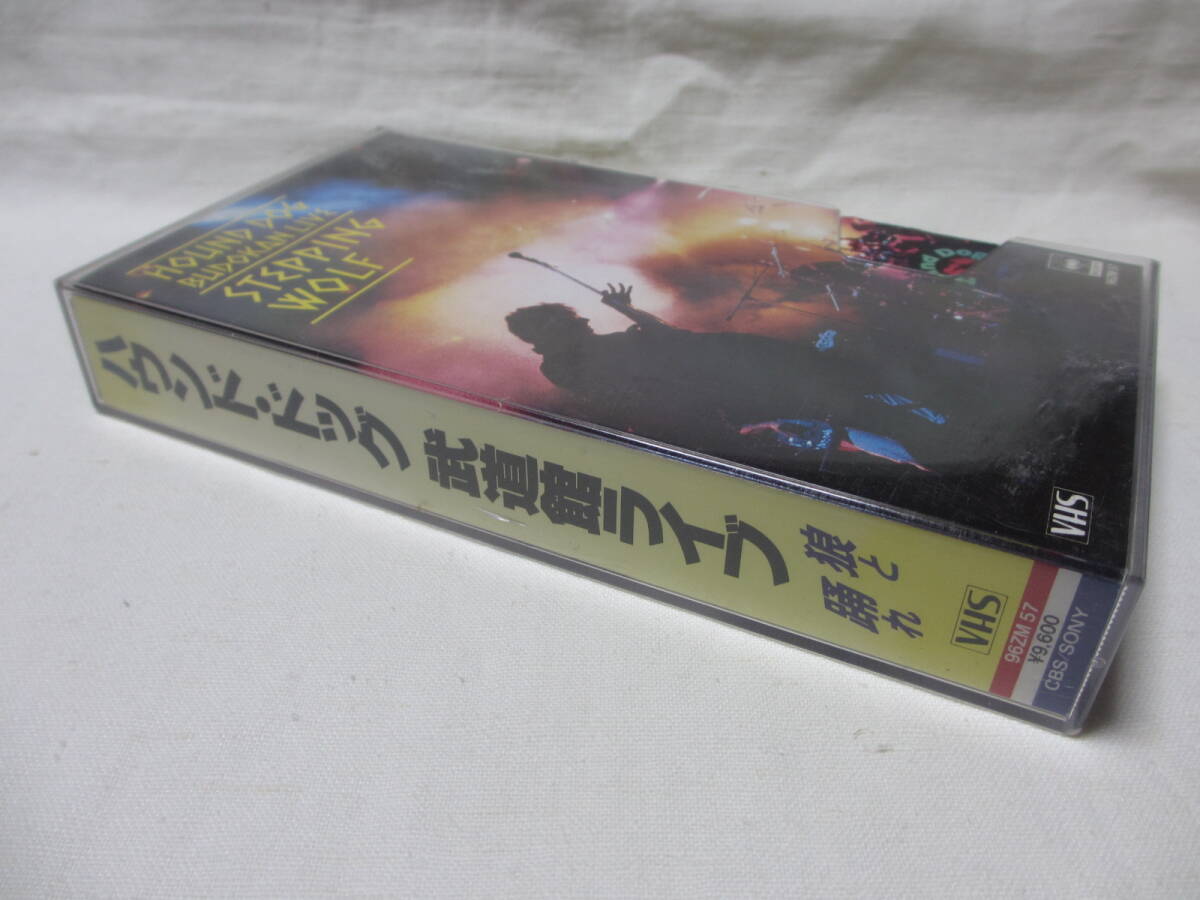 HOUND DOG
BUDOKAN LIVE
STEPPING
WOLF
VHS
ハウンド・ドッグ 武道館ライブ
狼と
踊れ
VHS
96ZM 57
¥9,600
CBS/SONY